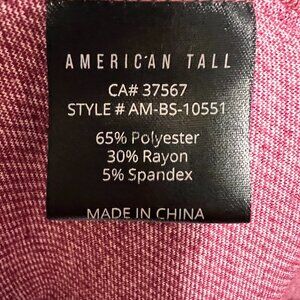 AMERICAN TALL
CA# 37567
STYLE # AM-BS-10551
65% Polyester
30% Rayon
5% Spandex
MADE IN CHINA